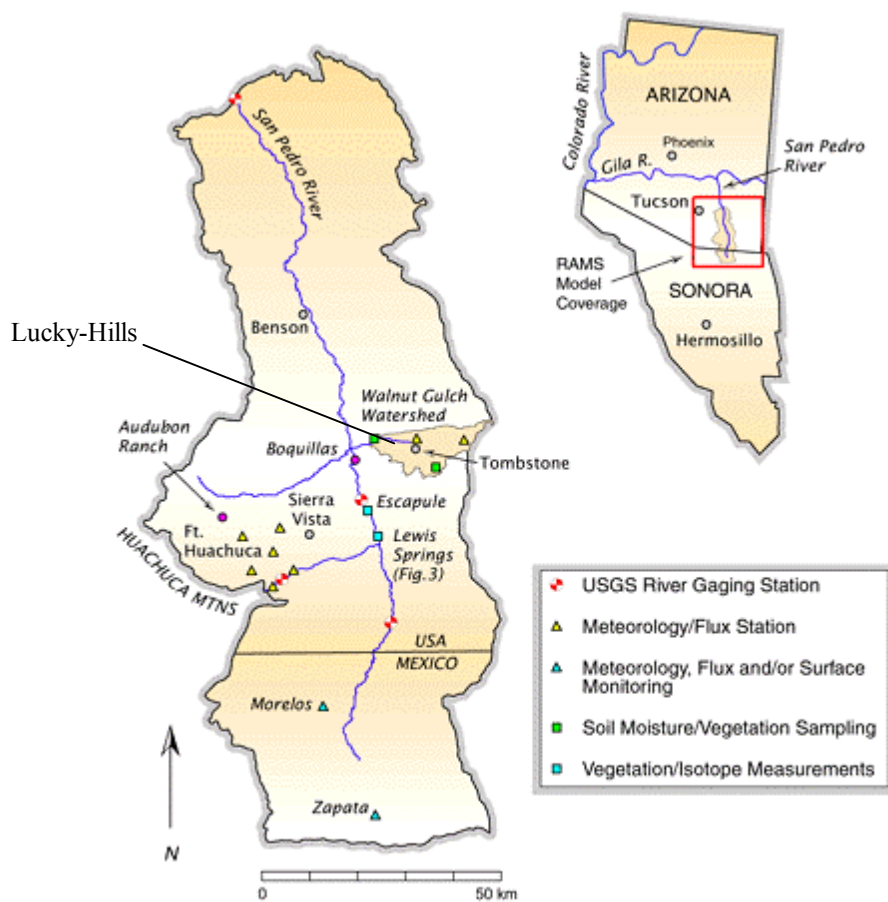 San Pedro River
Benson
Lucky-Hills
Walnut Gulch
Watershed
Audubon
Ranch
Boquillas
Tombstone
Sierra
Vista
Escapule
Ft.
Huachuca
Lewis
Springs
(Fig.3)
HUACHUCA MTNS
USA
MEXICO
Morelos
Zapata
N
0
50 km
Colorado River
ARIZONA
Phoenix
San Pedro
River
Gila R.
Tucson
RAMS
Model
Coverage
SONORA
Hermosillo
USGS River Gaging Station
Meteorology/Flux Station
Meteorology, Flux and/or Surface
Monitoring
Soil Moisture/Vegetation Sampling
Vegetation/Isotope Measurements